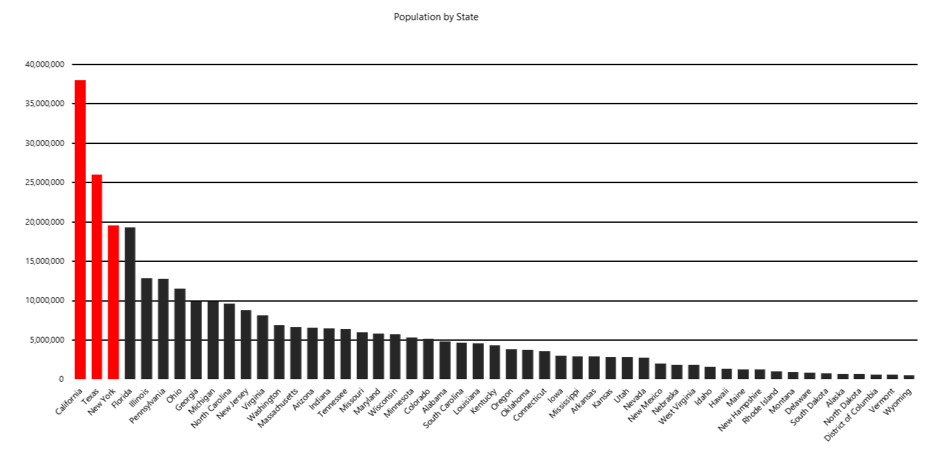 Population by State
40,000,000
35,000,000
30,000,000
25,000,000
20,000,000
15,000,000
10,000,000
5,000,000
0
California
Texas
New York
Florida
Illinois
Pennsylvania
Ohio
Georgia
Michigan
North Carolina
New Jersey
Virginia
Washington
Massachusetts
Arizona
Indiana
Tennessee
Missouri
Maryland
Wisconsin
Minnesota
Colorado
Alabama
South Carolina
Louisiana
Kentucky
Oregon
Oklahoma
Connecticut
Iowa
Mississippi
Arkansas
Kansas
Utah
Nevada
New Mexico
Nebraska
West Virginia
Idaho
Hawaii
Maine
New Hampshire
Rhode Island
Montana
Delaware
South Dakota
Alaska
North Dakota
District of Columbia
Vermont
Wyoming